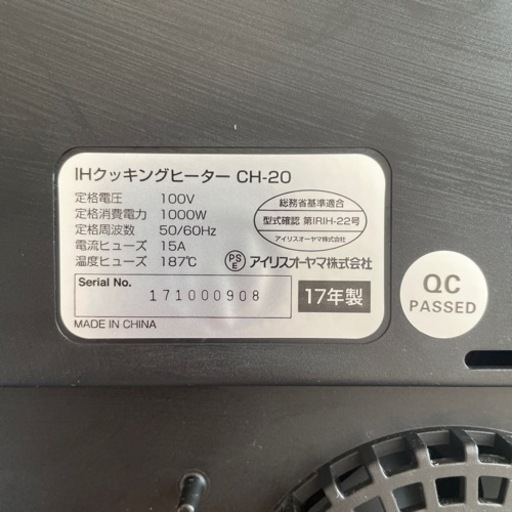 IHクッキングヒーター CH-20
定格電圧 100V
定格消費電力 1000W
定格周波数 50/60Hz
電流ヒューズ 15A
温度ヒューズ 187℃
総務省基準適合
型式確認 第IRIH-22号
アイリスオーヤマ株式会社
PSE アイリスオーヤマ株式会社
Serial No.
171000908
17年製
MADE IN CHINA
QC
PASSED